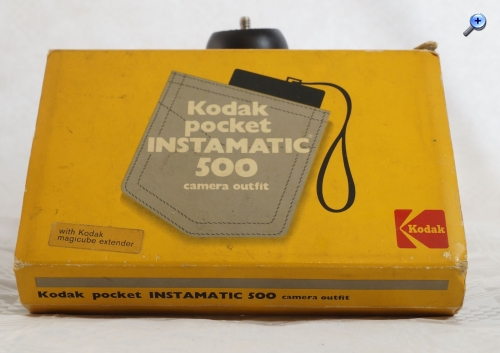 Kodak
pocket
INSTAMATIC
500
camera outfit
with Kodak
magicube extender
Kodak
Kodak pocket INSTAMATIC 500 camera outfit